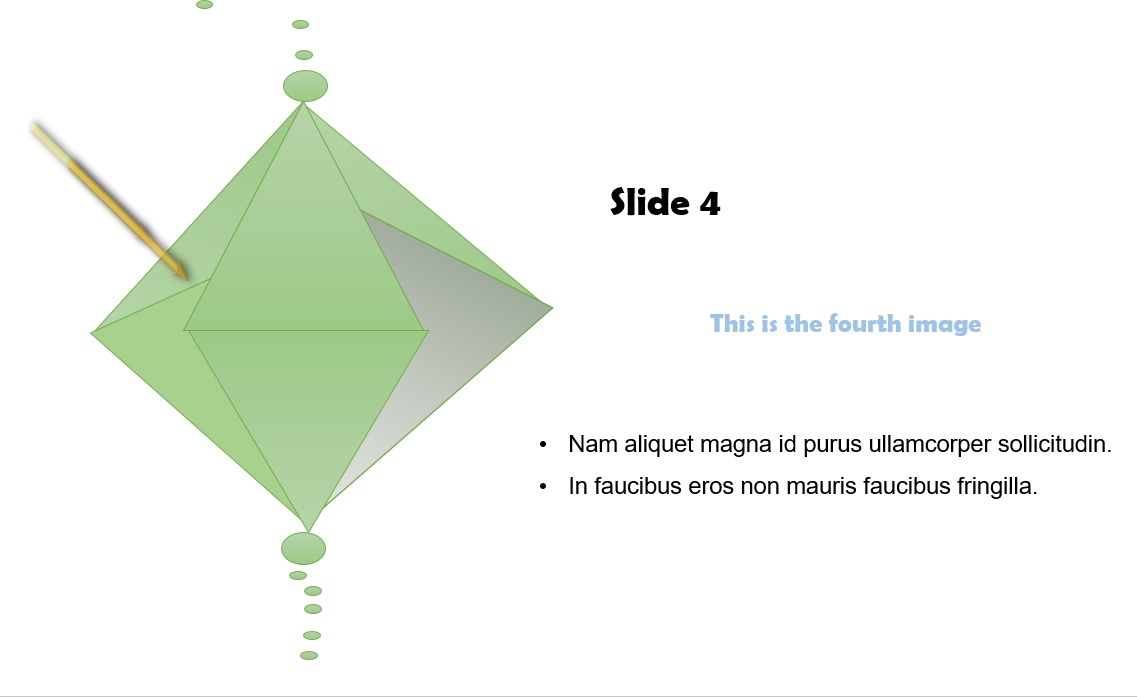 Slide 4
This is the fourth image
• Nam aliquet magna id purus ullamcorper sollicitudin.
• In faucibus eros non mauris faucibus fringilla.